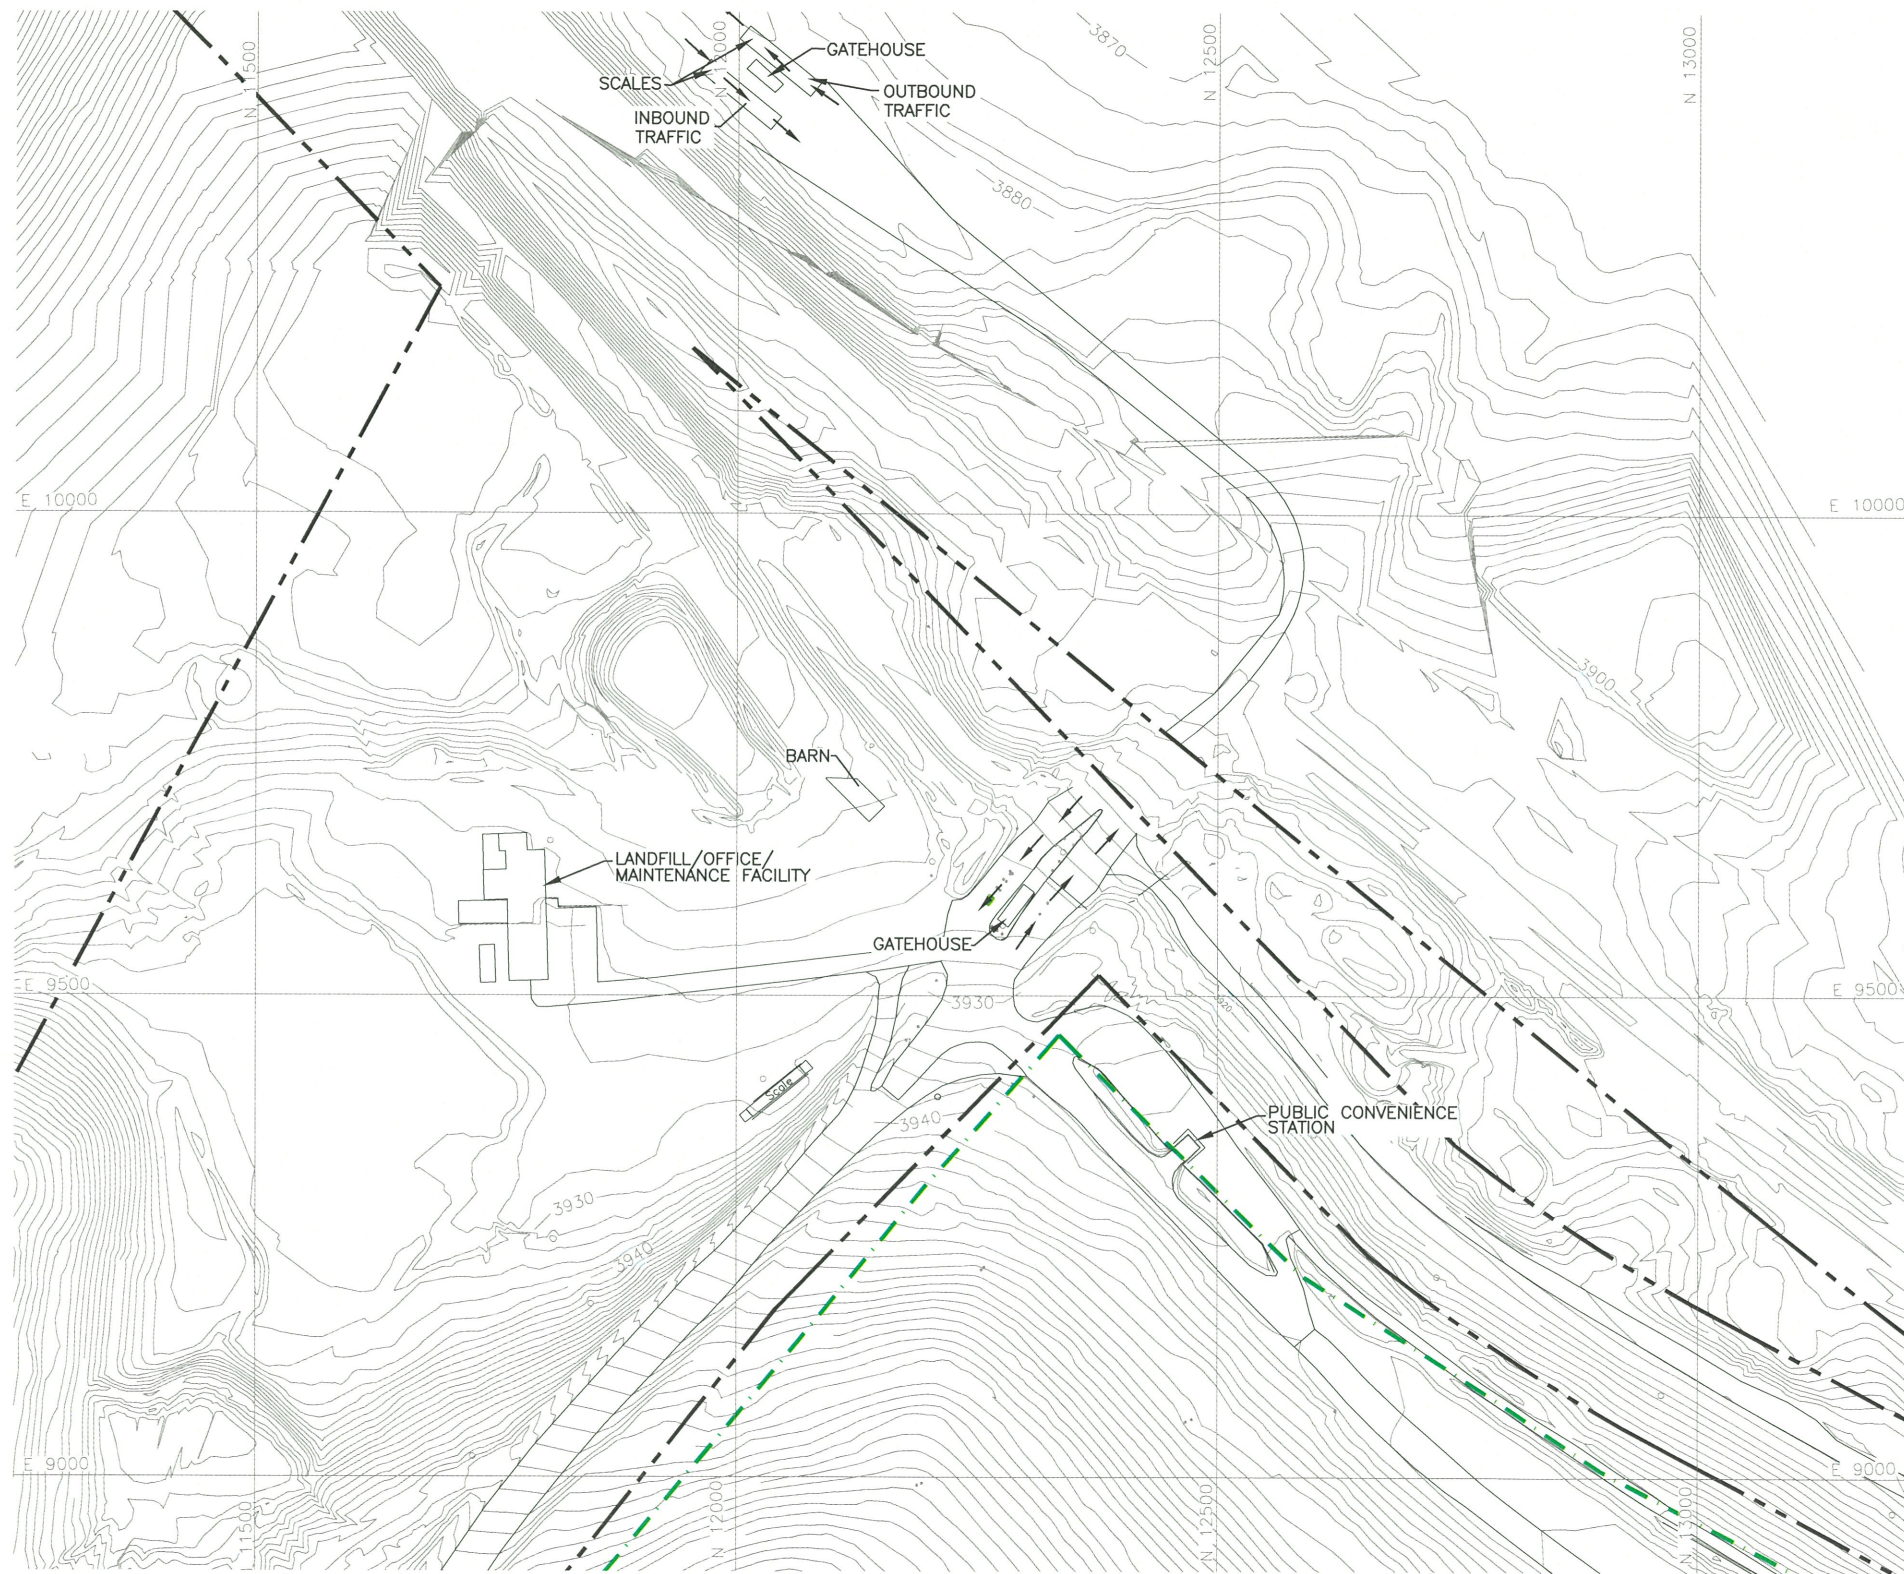 3870
N 11500
N 12000
N 12500
N 13000
GATEHOUSE
SCALES
OUTBOUND
TRAFFIC
INBOUND
TRAFFIC
3880
E 10000
E 10000
3900
BARN
LANDFILL/OFFICE/
MAINTENANCE FACILITY
GATEHOUSE
E 9500
3930
920
E 9500
Scale
3940
PUBLIC CONVENIENCE
STATION
3930
3940
E 9000
E 9000
11500
N 12000
N 12500
N 13000